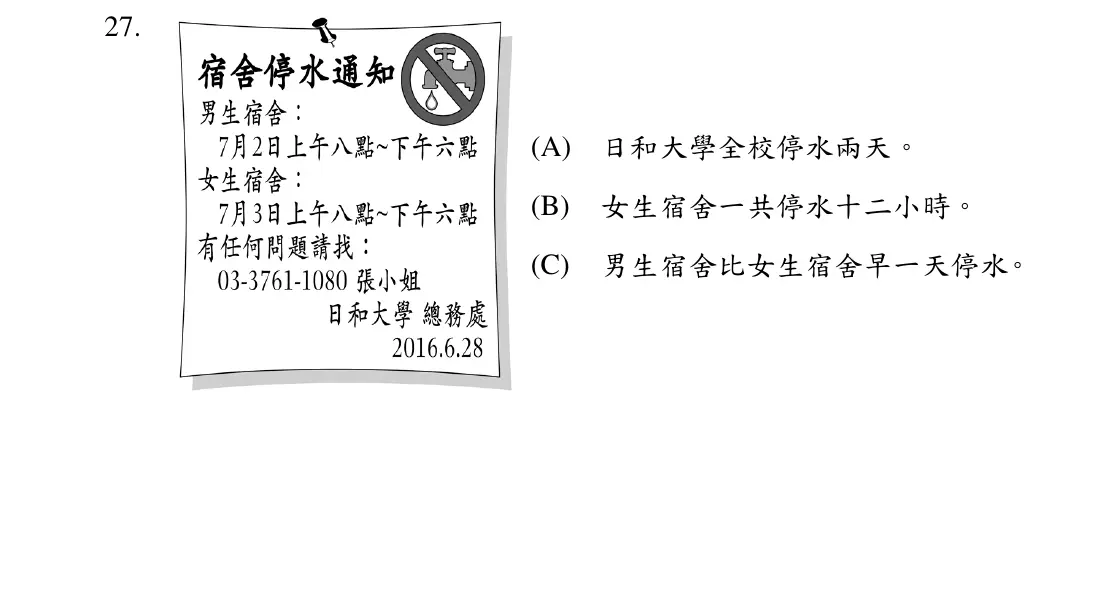 27.
宿舍停水通知
男生宿舍：
7月2日上午八點~下午六點
女生宿舍：
7月3日上午八點~下午六點
有任何問題請找：
03-3761-1080 張小姐
日和大學 總務處
2016.6.28
(A) 日和大學全校停水兩天。
(B) 女生宿舍一共停水十二小時。
(C) 男生宿舍比女生宿舍早一天停水。